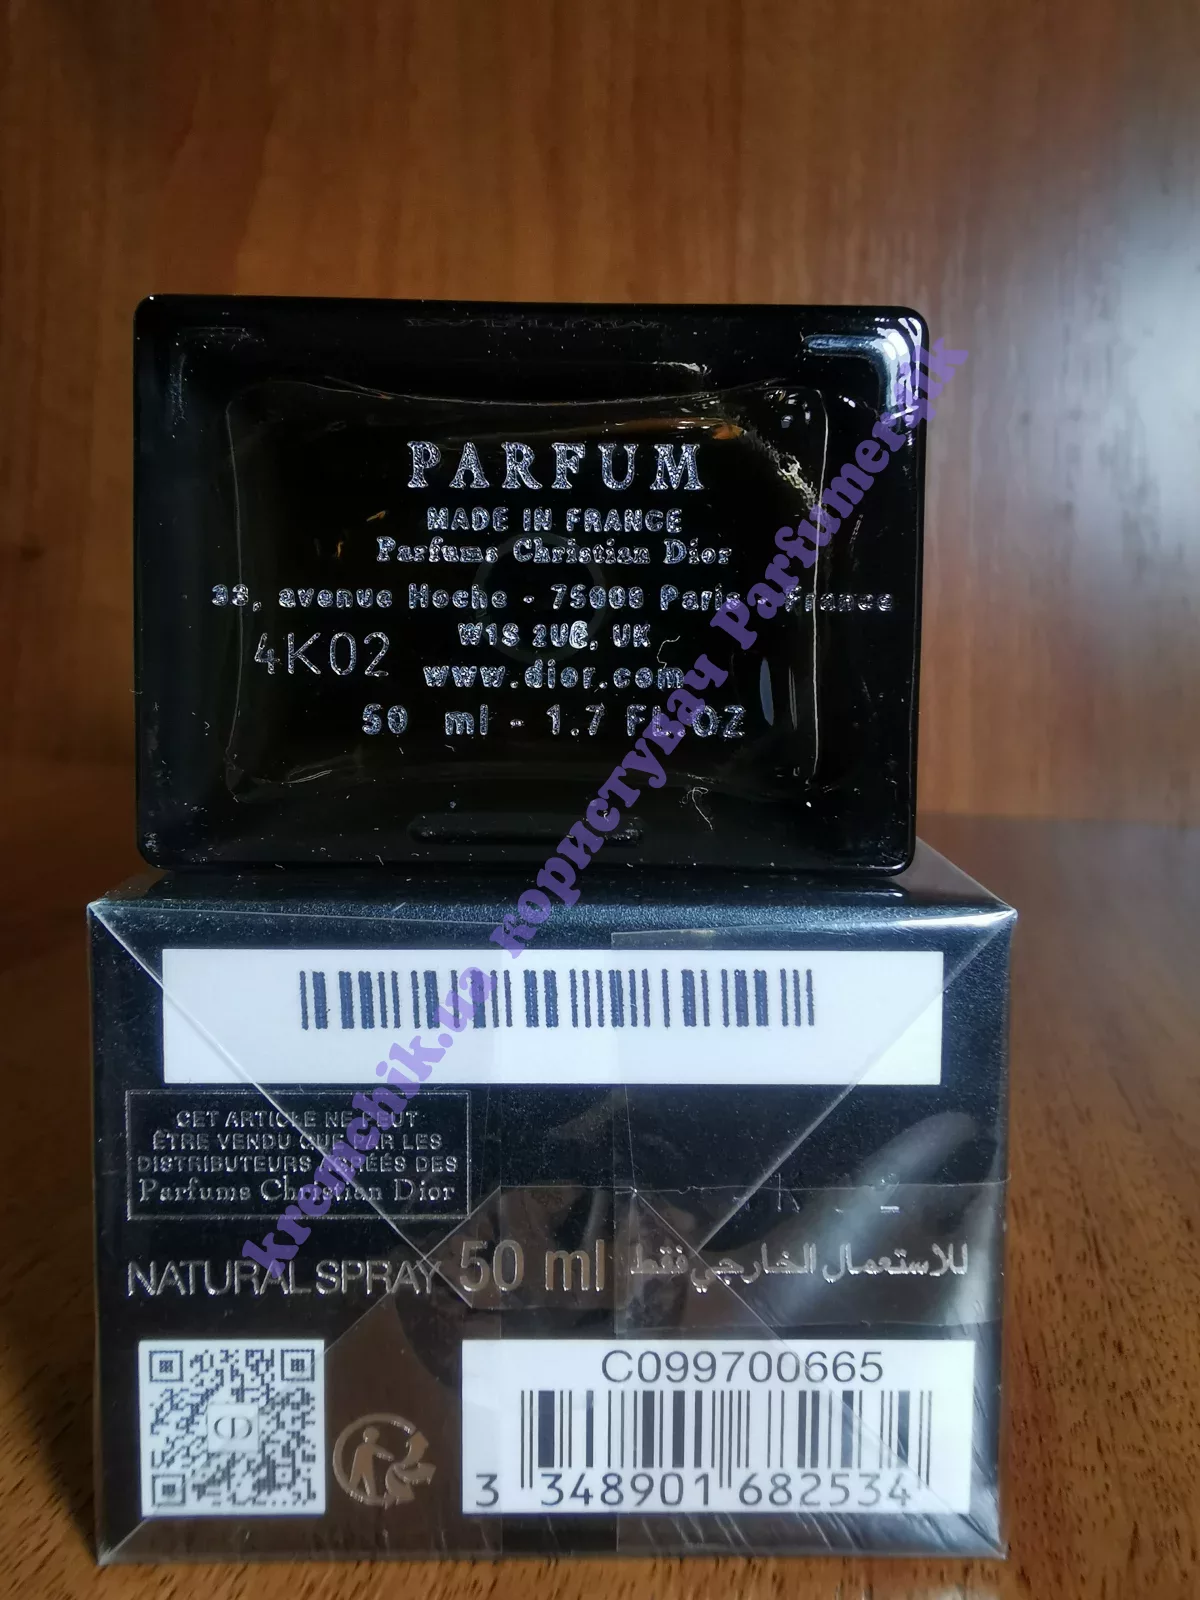 PARFUM
MADE IN FRANCE
Parfums Christian Dior
33, avenue Hoche - 75008 Paris - France
W1S 2UG, UK
4K02
www.dior.com
50 ml - 1.7 FL. OZ
kremchik.ua користувач Parfumer4ik
CET ARTICLE NE PEUT
ÊTRE VENDU QUE PAR LES
DISTRIBUTEURS AGRÉÉS DES
Parfums Christian Dior
NATURAL SPRAY 50 ml للاستعمال الخارجي فقط
C099700665
3 348901 682534